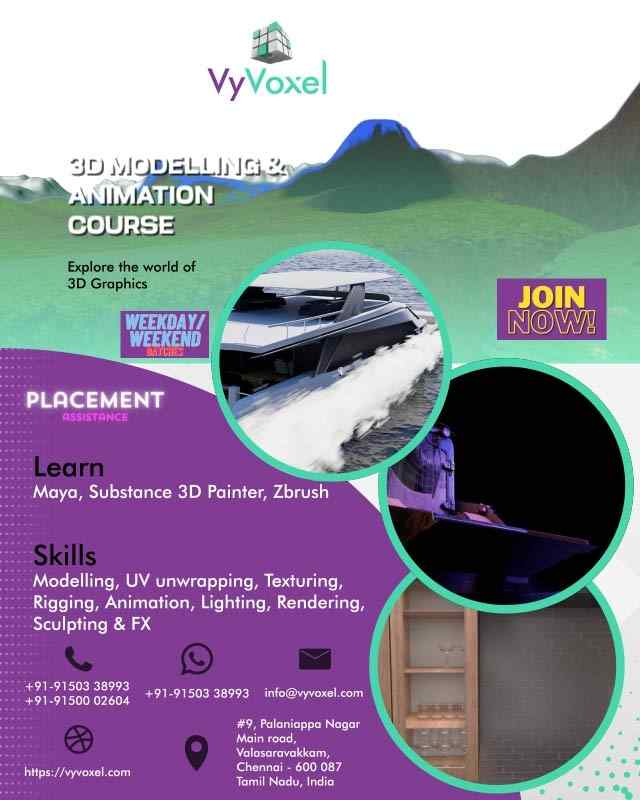 VyVoxel
3D MODELLING &
ANIMATION
COURSE
Explore the world of
3D Graphics
WEEKDAY/
WEEKEND
BATCHES
JOIN
NOW!
PLACEMENT
ASSISTANCE
Learn
Maya, Substance 3D Painter, Zbrush
Skills
Modelling, UV unwrapping, Texturing,
Rigging, Animation, Lighting, Rendering,
Sculpting & FX
+91-91503 38993
+91-91500 02604
+91-91503 38993
info@vyvoxel.com
https://vyvoxel.com
#9, Palaniappa Nagar
Main road,
Valasaravakkam,
Chennai - 600 087
Tamil Nadu, India